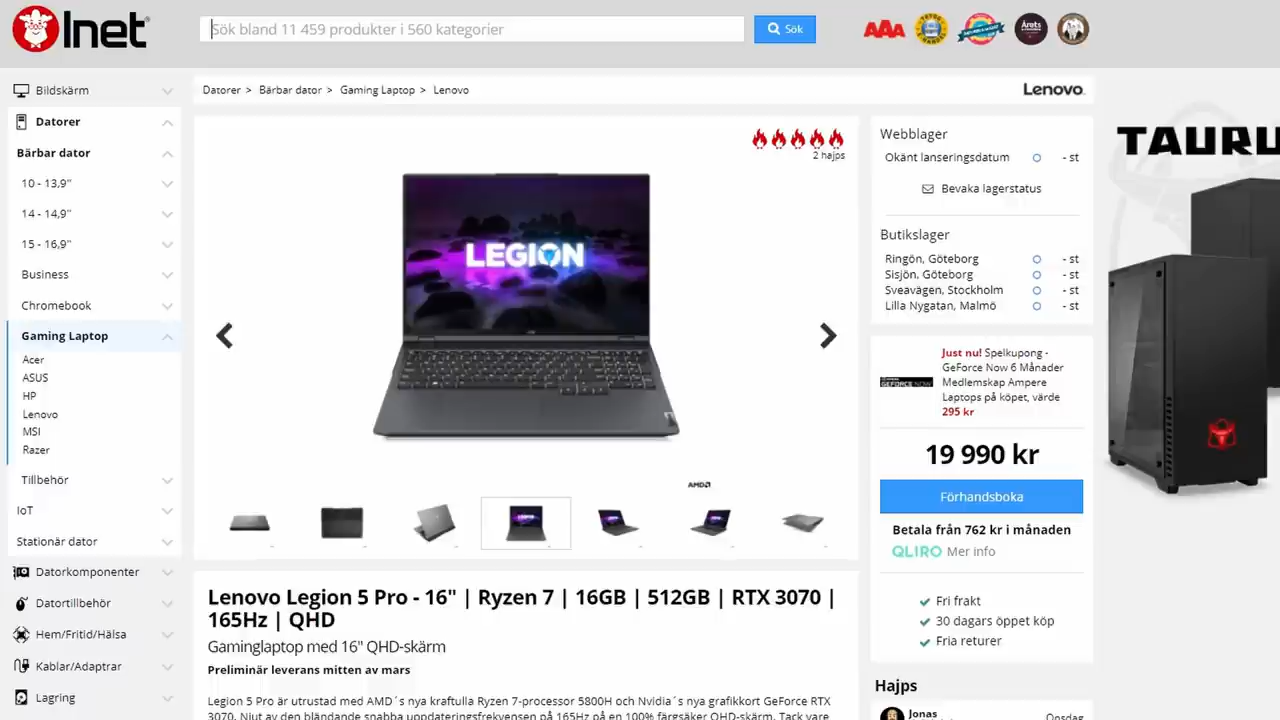 Inet
Sök bland 11 459 produkter i 560 kategorier
Sök
AAA
Årets
Bildskärm
Datorer
Bärbar dator
10 - 13,9"
14 - 14,9"
15 - 16,9"
Business
Chromebook
Gaming Laptop
Acer
ASUS
HP
Lenovo
MSI
Razer
Tillbehör
IoT
Stationär dator
Datorkomponenter
Datortillbehör
Hem/Fritid/Hälsa
Kablar/Adaptrar
Lagring
Datorer > Bärbar dator > Gaming Laptop > Lenovo
Lenovo
2 hajps
LEGION
AMD
Lenovo Legion 5 Pro - 16" | Ryzen 7 | 16GB | 512GB | RTX 3070 |
165Hz | QHD
Gaminglaptop med 16" QHD-skärm
Preliminär leverans mitten av mars
Legion 5 Pro är utrustad med AMD´s nya kraftulla Ryzen 7-processor 5800H och Nvidia´s nya grafikkort GeForce RTX
3070. Njut av den bländande snabba uppdateringsfrekvensen på 165Hz på en 100% färgsäker QHD-skärm. Tack vare
Webblager
Okänt lanseringsdatum - st
Bevaka lagerstatus
Butikslager
Ringön, Göteborg - st
Sisjön, Göteborg - st
Sveavägen, Stockholm - st
Lilla Nygatan, Malmö - st
GEFORCE NOW
Just nu! Spelkupong -
GeForce Now 6 Månader
Medlemskap Ampere
Laptops på köpet, värde
295 kr
19 990 kr
Förhandsboka
Betala från 762 kr i månaden
QLIRO Mer info
Fri frakt
30 dagars öppet köp
Fria returer
Hajps
Jonas
Onsdag
TAURU